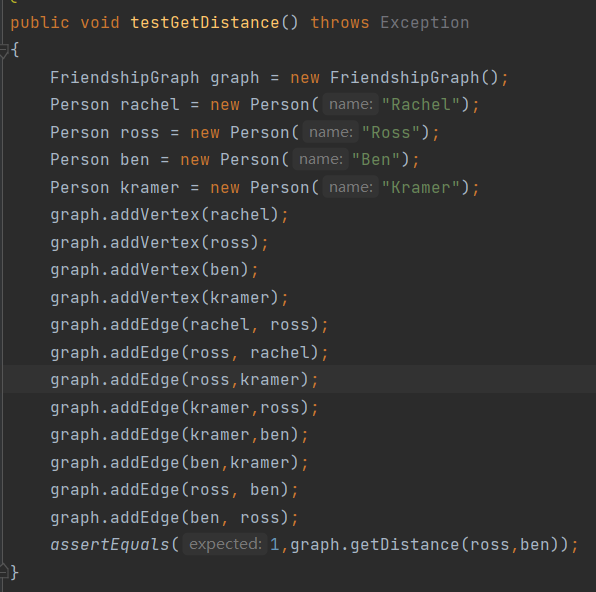 public void testGetDistance() throws Exception
{
FriendshipGraph graph = new FriendshipGraph();
Person rachel = new Person( name: "Rachel");
Person ross = new Person( name: "Ross");
Person ben = new Person( name: "Ben");
Person kramer = new Person( name: "Kramer");
graph.addVertex(rachel);
graph.addVertex(ross);
graph.addVertex(ben);
graph.addVertex(kramer);
graph.addEdge(rachel, ross);
graph.addEdge(ross, rachel);
graph.addEdge(ross,kramer);
graph.addEdge(kramer,ross);
graph.addEdge(kramer,ben);
graph.addEdge(ben,kramer);
graph.addEdge(ross, ben);
graph.addEdge(ben, ross);
assertEquals( expected: 1,graph.getDistance(ross,ben));
}